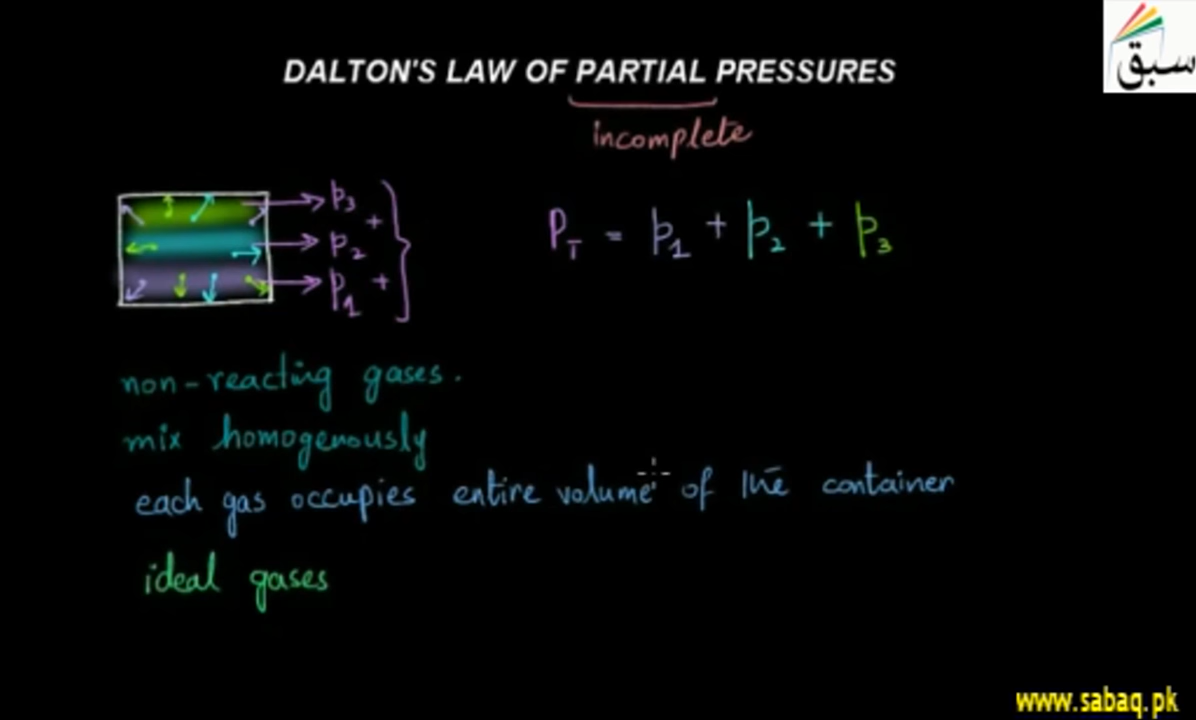 سبق
DALTON'S LAW OF PARTIAL PRESSURES
incomplete
p3
+
p2
p1 +
PT = p1 + p2 + p3
non-reacting gases.
mix homogenously
each gas occupies entire volume of the container
ideal gases
www.sabaq.pk